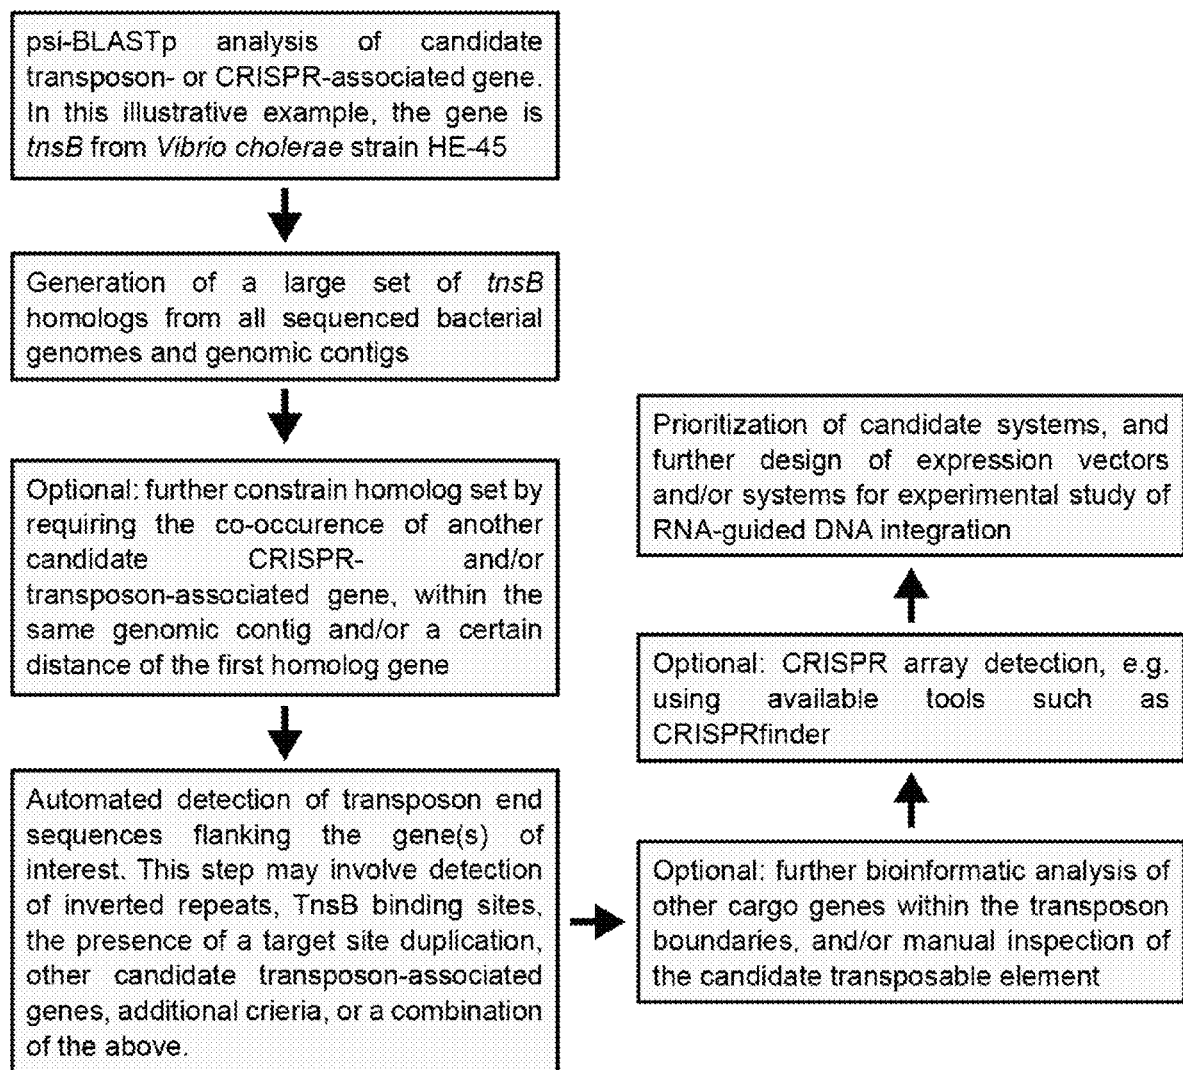 psi-BLASTp analysis of candidate
transposon- or CRISPR-associated gene.
In this illustrative example, the gene is
tnsB from Vibrio cholerae strain HE-45
Generation of a large set of tnsB
homologs from all sequenced bacterial
genomes and genomic contigs
Optional: further constrain homolog set by
requiring the co-occurence of another
candidate CRISPR- and/or
transposon-associated gene, within the
same genomic contig and/or a certain
distance of the first homolog gene
Automated detection of transposon end
sequences flanking the gene(s) of
interest. This step may involve detection
of inverted repeats, TnsB binding sites,
the presence of a target site duplication,
other candidate transposon-associated
genes, additional crieria, or a combination
of the above.
Optional: further bioinformatic analysis of
other cargo genes within the transposon
boundaries, and/or manual inspection of
the candidate transposable element
Optional: CRISPR array detection, e.g.
using available tools such as
CRISPRfinder
Prioritization of candidate systems, and
further design of expression vectors
and/or systems for experimental study of
RNA-guided DNA integration